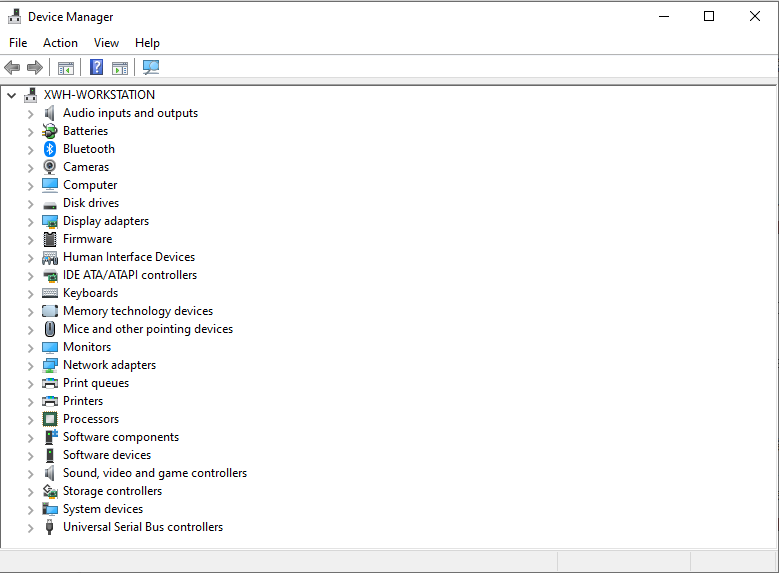 Device Manager
File Action View Help
?
XWH-WORKSTATION
Audio inputs and outputs
Batteries
Bluetooth
Cameras
Computer
Disk drives
Display adapters
Firmware
Human Interface Devices
IDE ATA/ATAPI controllers
Keyboards
Memory technology devices
Mice and other pointing devices
Monitors
Network adapters
Print queues
Printers
Processors
Software components
Software devices
Sound, video and game controllers
Storage controllers
System devices
Universal Serial Bus controllers